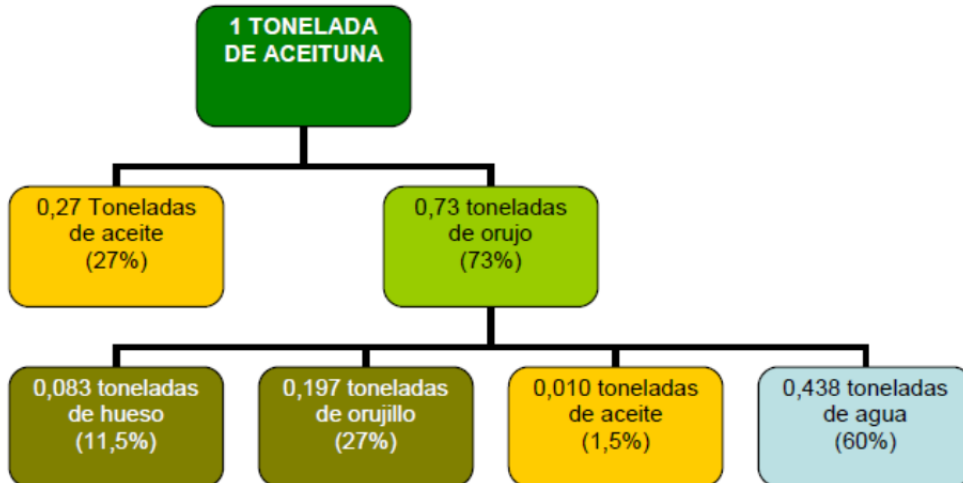 1 TONELADA
DE ACEITUNA
0,27 Toneladas
de aceite
(27%)
0,73 toneladas
de orujo
(73%)
0,083 toneladas
de hueso
(11,5%)
0,197 toneladas
de orujillo
(27%)
0,010 toneladas
de aceite
(1,5%)
0,438 toneladas
de agua
(60%)